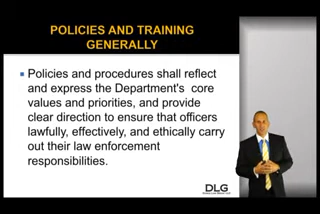 POLICIES AND TRAINING
GENERALLY
Policies and procedures shall reflect
and express the Department's core
values and priorities, and provide
clear direction to ensure that officers
lawfully, effectively, and ethically carry
out their law enforcement
responsibilities.
DLG